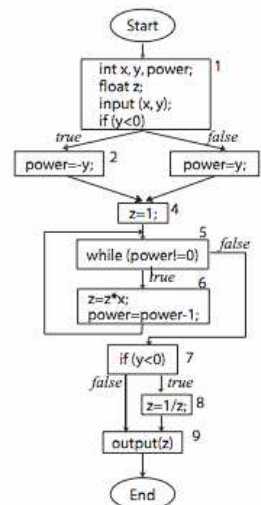 Start
int x, y, power; 1
float z;
input (x, y);
if (y<0)
true false
power=-y; 2 power=y;
z=1; 4
5
while (power!=0) false
true
6
z=z*x;
power=power-1;
if (y<0) 7
false true
z=1/z; 8
output(z) 9
End